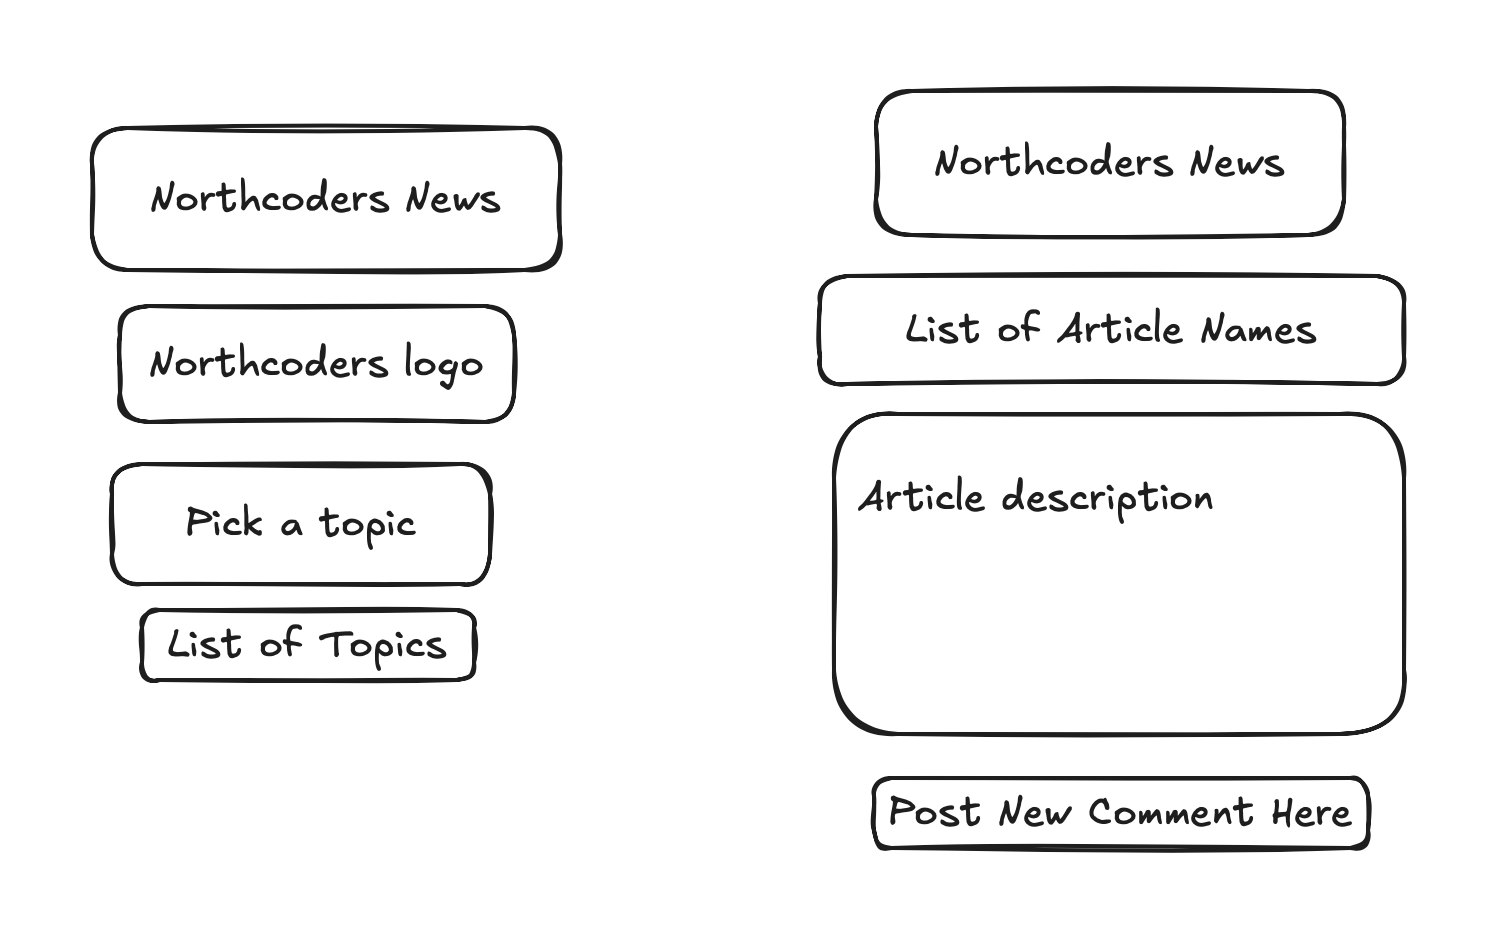 Northcoders News
Northcoders logo
Pick a topic
List of Topics
Northcoders News
List of Article Names
Article description
Post New Comment Here